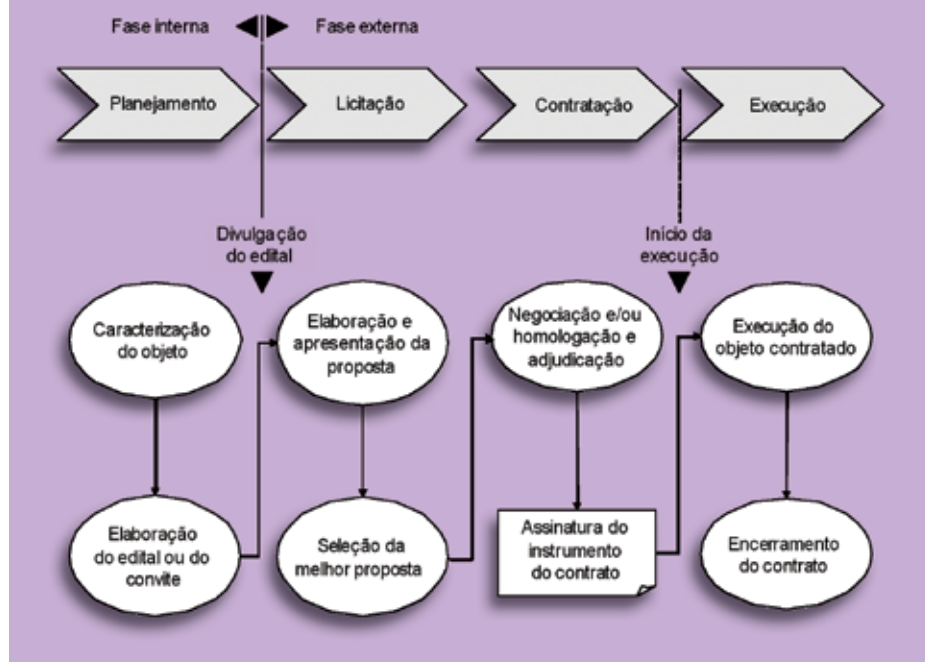 Fase interna
Fase externa
Planejamento
Licitação
Contratação
Execução
Divulgação
do edital
Início da
execução
Caracterização
do objeto
Elaboração e
apresentação da
proposta
Negociação e/ou
homologação e
adjudicação
Execução do
objeto contratado
Elaboração
do edital ou do
convite
Seleção da
melhor proposta
Assinatura do
instrumento
do contrato
Encerramento
do contrato